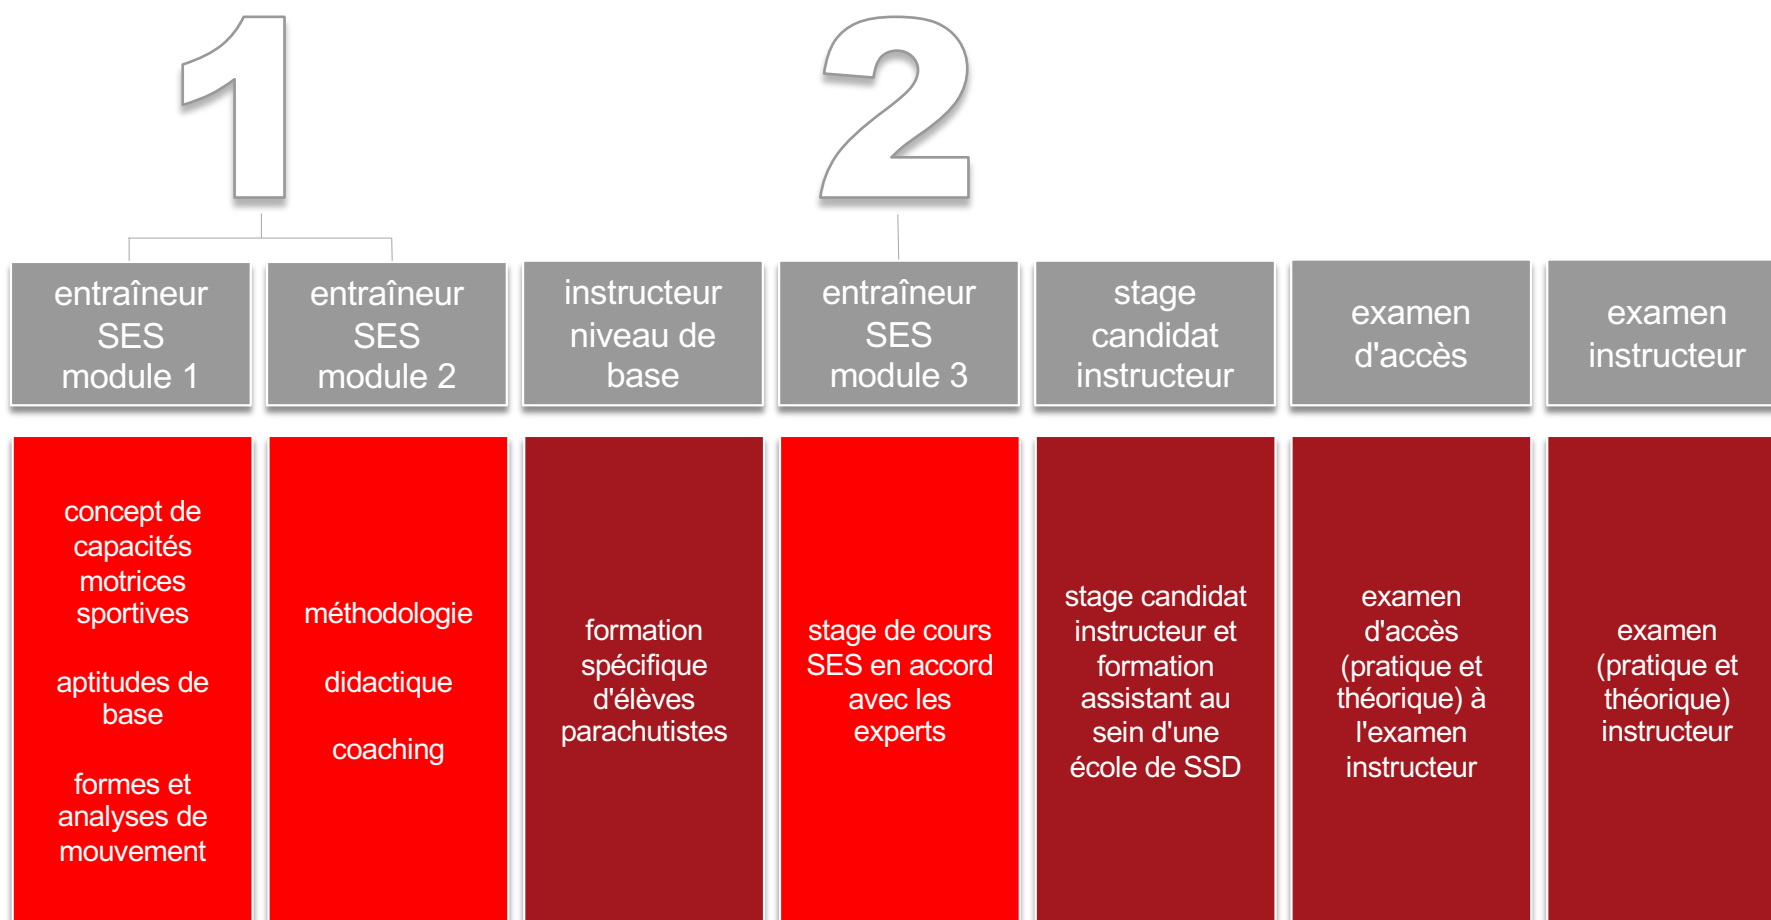 1
2
entraîneur
SES
module 1
entraîneur
SES
module 2
instructeur
niveau de
base
entraîneur
SES
module 3
stage
candidat
instructeur
examen
d'accès
examen
instructeur
concept de
capacités
motrices
sportives
aptitudes de
base
formes et
analyses de
mouvement
méthodologie
didactique
coaching
formation
spécifique
d'élèves
parachutistes
stage de cours
SES en accord
avec les
experts
stage candidat
instructeur et
formation
assistant au
sein d'une
école de SSD
examen
d'accès
(pratique et
théorique) à
l'examen
instructeur
examen
(pratique et
théorique)
instructeur